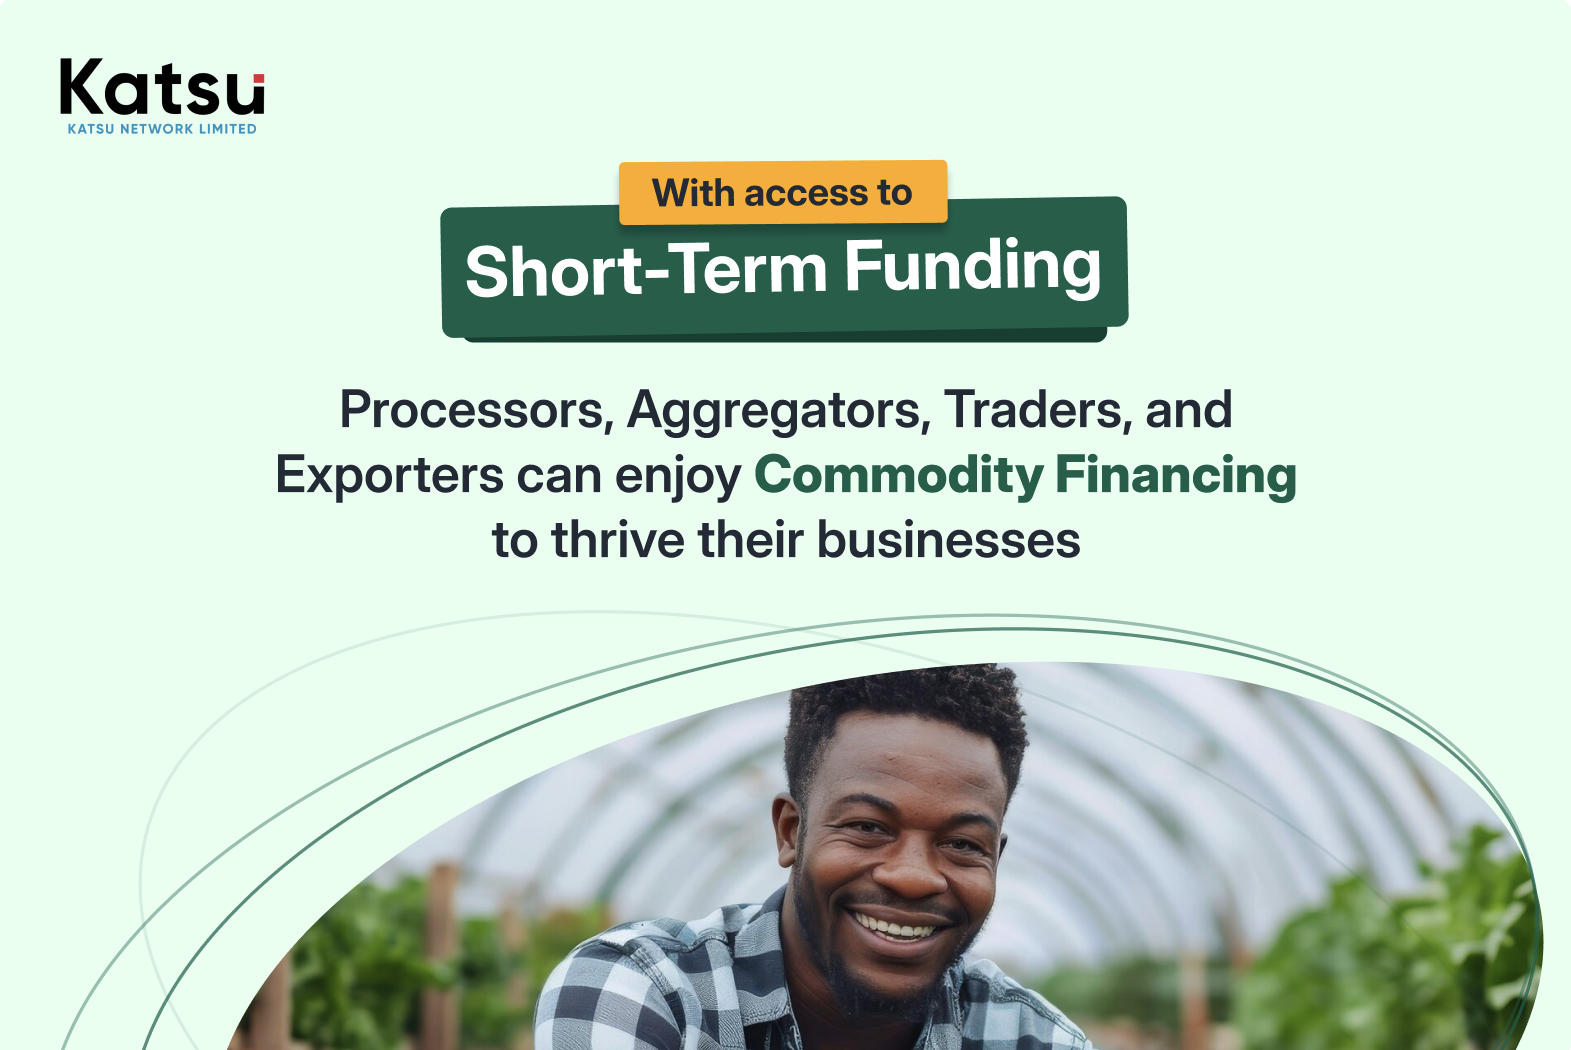 Katsu
KATSU NETWORK LIMITED
With access to
Short-Term Funding
Processors, Aggregators, Traders, and
Exporters can enjoy Commodity Financing
to thrive their businesses